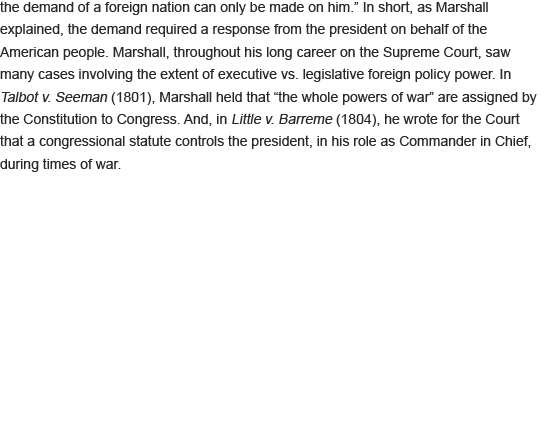 the demand of a foreign nation can only be made on him.” In short, as Marshall
explained, the demand required a response from the president on behalf of the
American people. Marshall, throughout his long career on the Supreme Court, saw
many cases involving the extent of executive vs. legislative foreign policy power. In
Talbot v. Seeman (1801), Marshall held that “the whole powers of war” are assigned by
the Constitution to Congress. And, in Little v. Barreme (1804), he wrote for the Court
that a congressional statute controls the president, in his role as Commander in Chief,
during times of war.